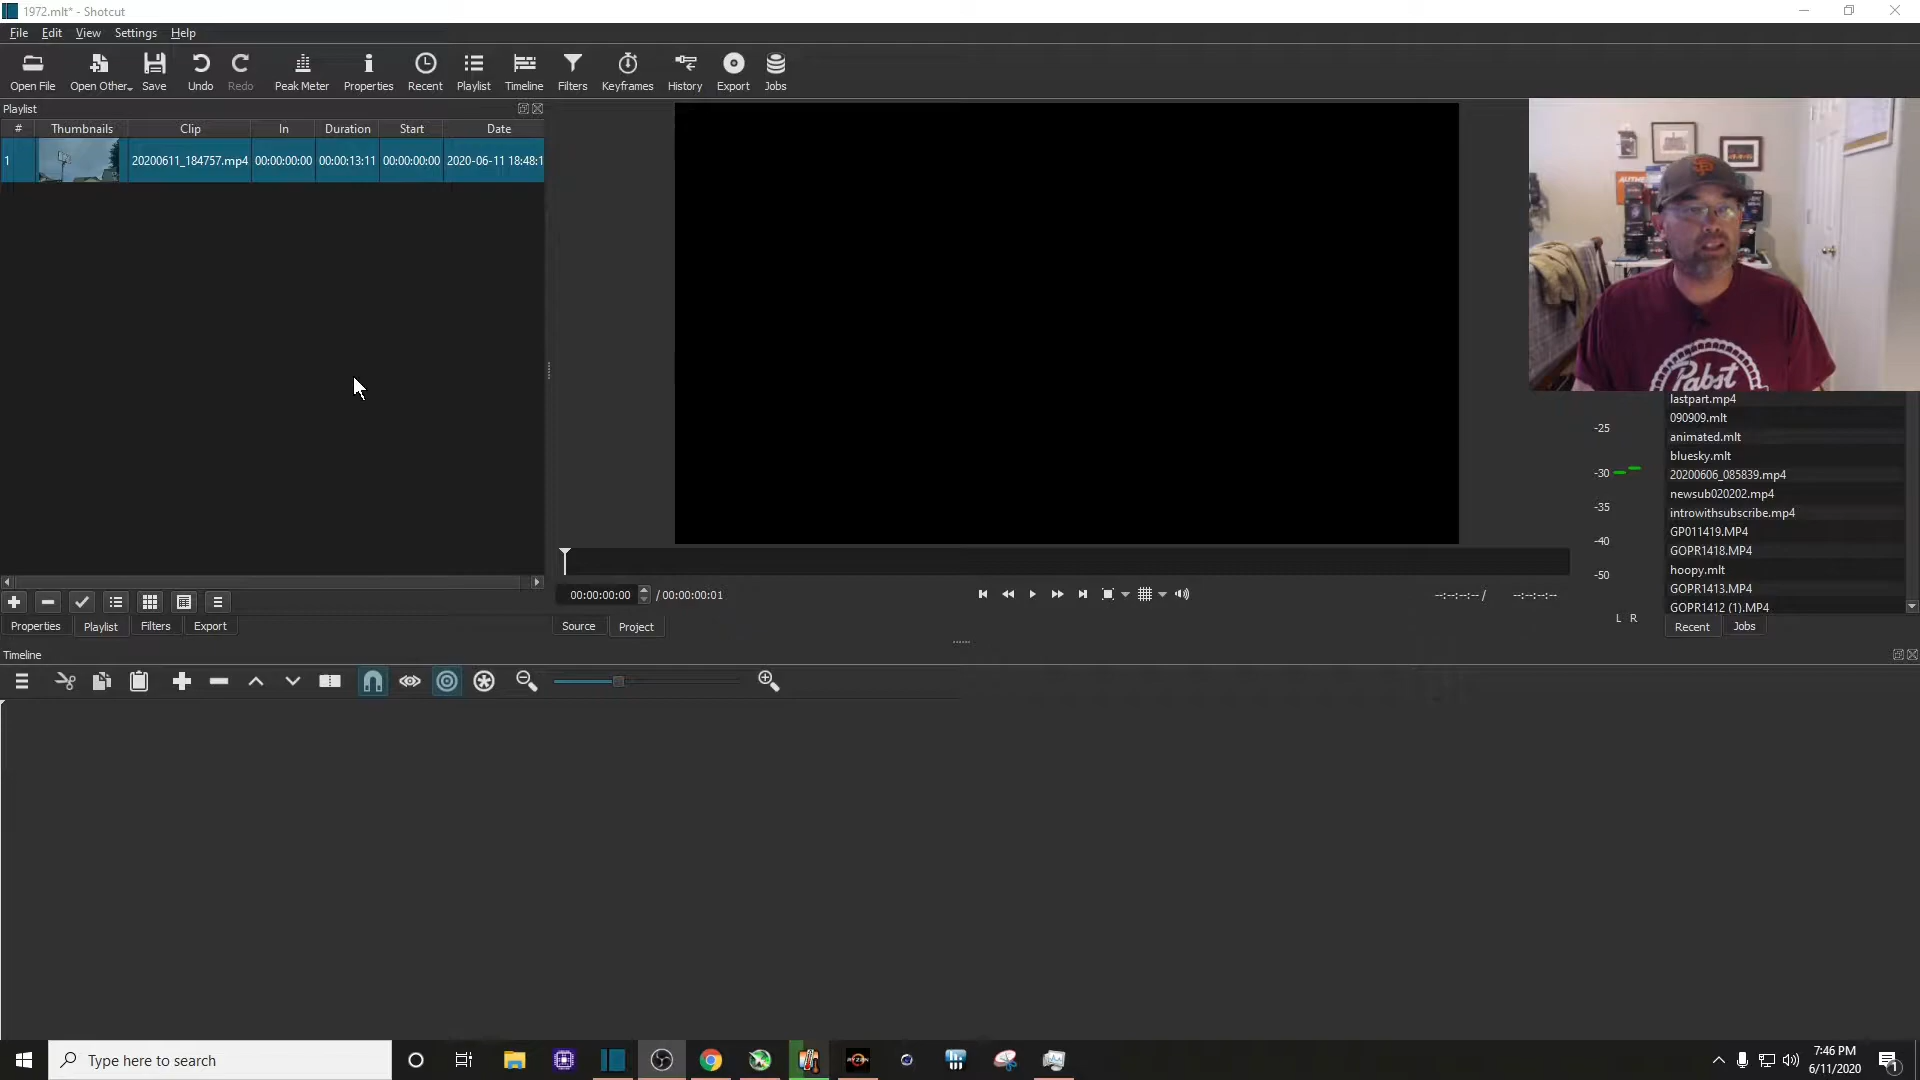 1972.mlt* - Shotcut
File Edit View Settings Help
Open File Open Other Save Undo Redo Peak Meter Properties Recent Playlist Timeline Filters Keyframes History Export Jobs
Playlist
# Thumbnails Clip In Duration Start Date
1 20200611_184757.mp4 00:00:00:00 00:00:13:11 00:00:00:00 2020-06-11 18:48:1
Pabst
lastpart.mp4
090909.mlt
animated.mlt
bluesky.mlt
20200606_085839.mp4
newsub020202.mp4
introwithsubscribe.mp4
GP011419.MP4
GOPR1418.MP4
hoopy.mlt
GOPR1413.MP4
GOPR1412 (1).MP4
-25
-30
-35
-40
-50
L R
00:00:00:00 / 00:00:00:01 --:--:--:-- / --:--:--:--
Properties Playlist Filters Export Source Project Recent Jobs
Timeline
Type here to search
RYZEN
7:46 PM
6/11/2020
1